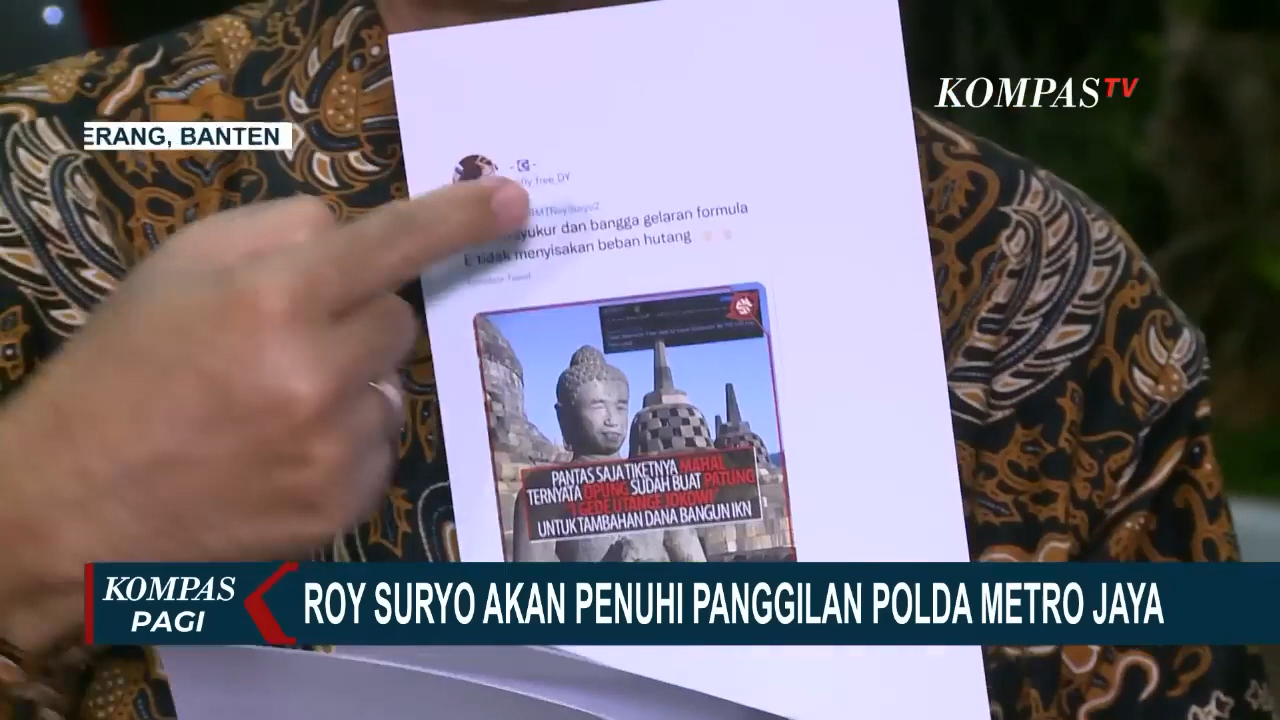 KOMPASTV
ERANG, BANTEN
-G-
free_DY
yukur dan bangga gelaran formula
E tidak menyisakan beban hutang
PANTAS SAJA TIKETNYA MAHAL
TERNYATA OPUNG SUDAH BUAT PATUNG
"I GEDE UTANGE JOKOWI"
UNTUK TAMBAHAN DANA BANGUN IKN
KOMPAS
PAGI
ROY SURYO AKAN PENUHI PANGGILAN POLDA METRO JAYA